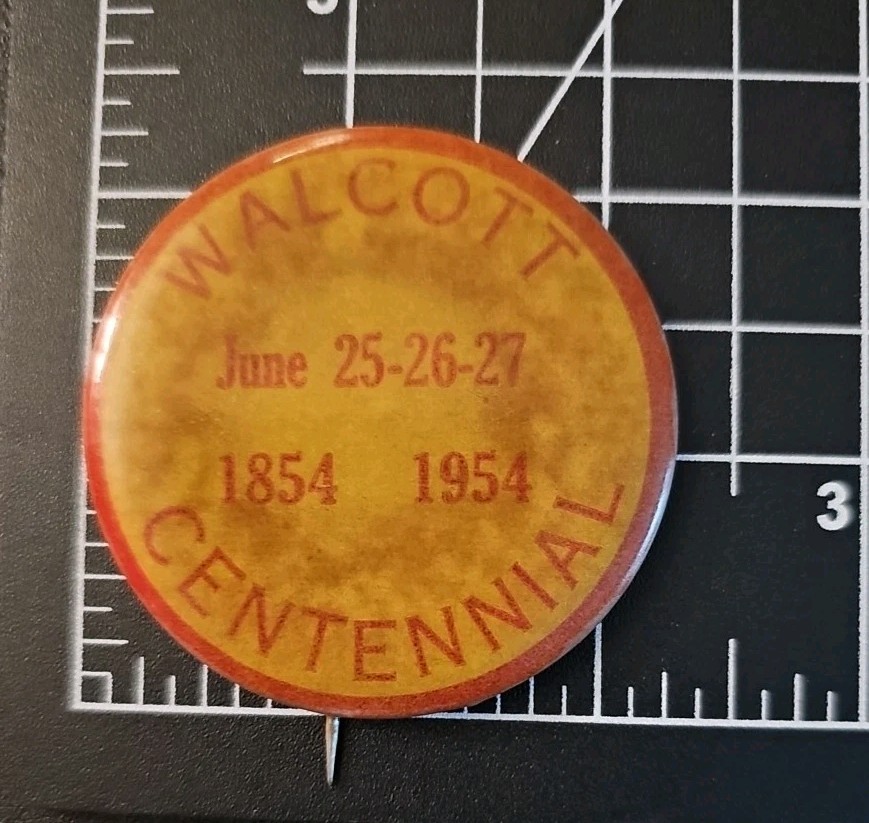 WALCOTT
June 25-26-27
1854 1954
CENTENNIAL
3